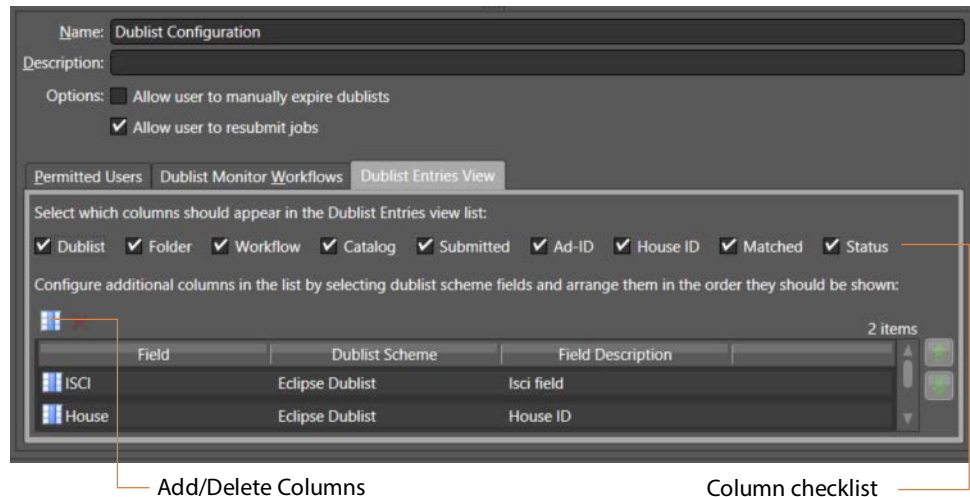 Name: Dublist Configuration
Description:
Options: Allow user to manually expire dublists
Allow user to resubmit jobs
Permitted Users Dublist Monitor Workflows Dublist Entries View
Select which columns should appear in the Dublist Entries view list:
Dublist Folder Workflow Catalog Submitted Ad-ID House ID Matched Status
Configure additional columns in the list by selecting dublist scheme fields and arrange them in the order they should be shown:
2 items
Field Dublist Scheme Field Description
ISCI Eclipse Dublist Isci field
House Eclipse Dublist House ID
Add/Delete Columns Column checklist